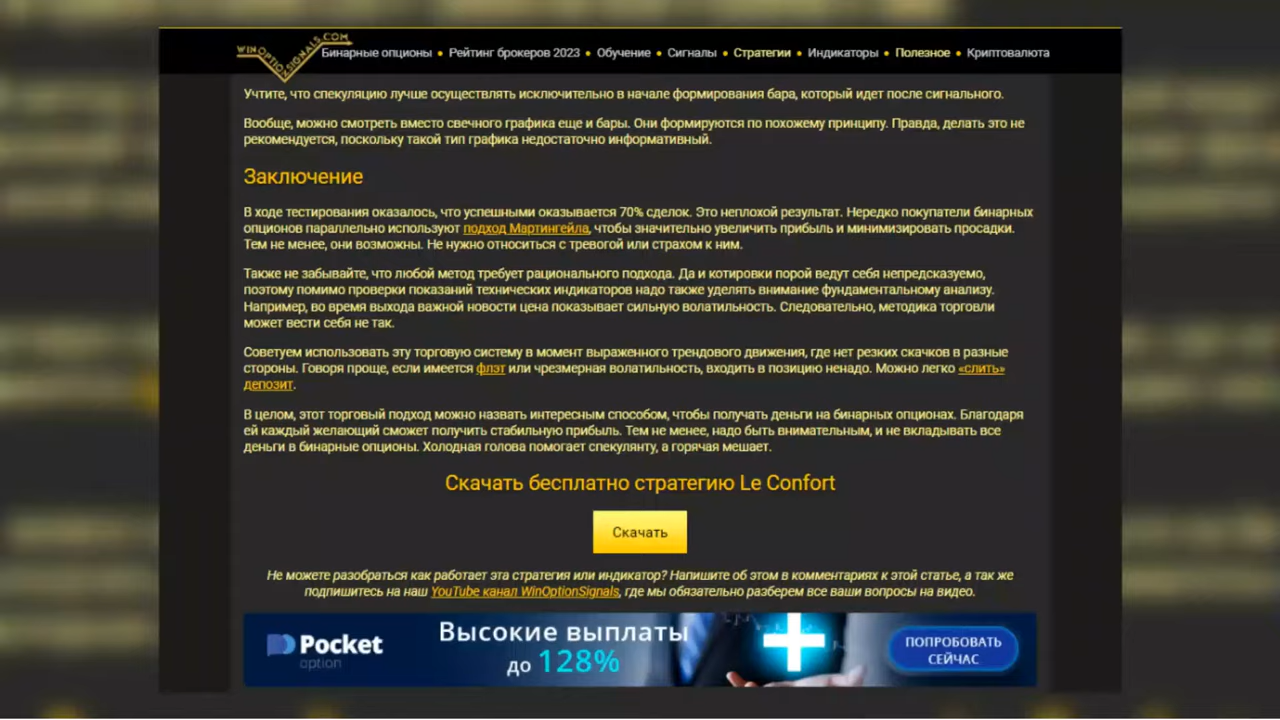 WINOPTIONSIGNALS.COM
Бинарные опционы • Рейтинг брокеров 2023 • Обучение • Сигналы • Стратегии • Индикаторы • Полезное • Криптовалюта
Учтите, что спекуляцию лучше осуществлять исключительно в начале формирования бара, который идет после сигнального.
Вообще, можно смотреть вместо свечного графика еще и бары. Они формируются по похожему принципу. Правда, делать это не
рекомендуется, поскольку такой тип графика недостаточно информативный.
Заключение
В ходе тестирования оказалось, что успешными оказывается 70% сделок. Это неплохой результат. Нередко покупатели бинарных
опционов параллельно используют подход Мартингейла, чтобы значительно увеличить прибыль и минимизировать просадки.
Тем не менее, они возможны. Не нужно относиться с тревогой или страхом к ним.
Также не забывайте, что любой метод требует рационального подхода. Да и котировки порой ведут себя непредсказуемо,
поэтому помимо проверки показаний технических индикаторов надо также уделять внимание фундаментальному анализу.
Например, во время выхода важной новости цена показывает сильную волатильность. Следовательно, методика торговли
может вести себя не так.
Советуем использовать эту торговую систему в момент выраженного трендового движения, где нет резких скачков в разные
стороны. Говоря проще, если имеется флэт или чрезмерная волатильность, входить в позицию ненадо. Можно легко «слить»
депозит.
В целом, этот торговый подход можно назвать интересным способом, чтобы получать деньги на бинарных опционах. Благодаря
ей каждый желающий сможет получить стабильную прибыль. Тем не менее, надо быть внимательным, и не вкладывать все
деньги в бинарные опционы. Холодная голова помогает спекулянту, а горячая мешает.
Скачать бесплатно стратегию Le Confort
Скачать
Не можете разобраться как работает эта стратегия или индикатор? Напишите об этом в комментариях к этой статье, а так же
подпишитесь на наш YouTube канал WinOptionSignals, где мы обязательно разберем все ваши вопросы на видео.
Pocket
option
Высокие выплаты
до 128%
ПОПРОБОВАТЬ
СЕЙЧАС